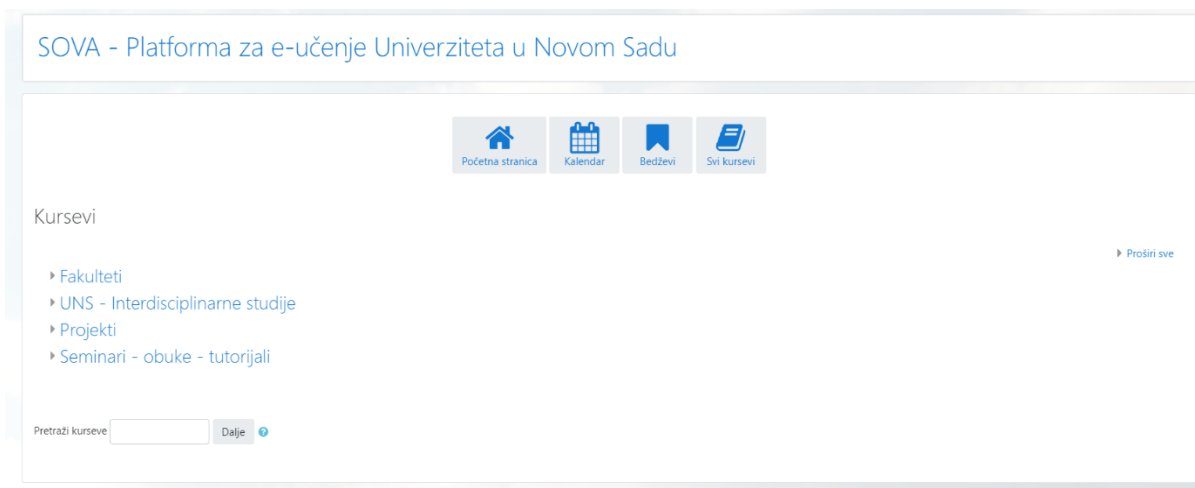 SOVA - Platforma za e-učenje Univerziteta u Novom Sadu
Početna stranica Kalendar Bedževi Svi kursevi
Kursevi
Proširi sve
Fakulteti
UNS - Interdisciplinarne studije
Projekti
Seminari - obuke - tutorijali
Pretraži kurseve Dalje ?